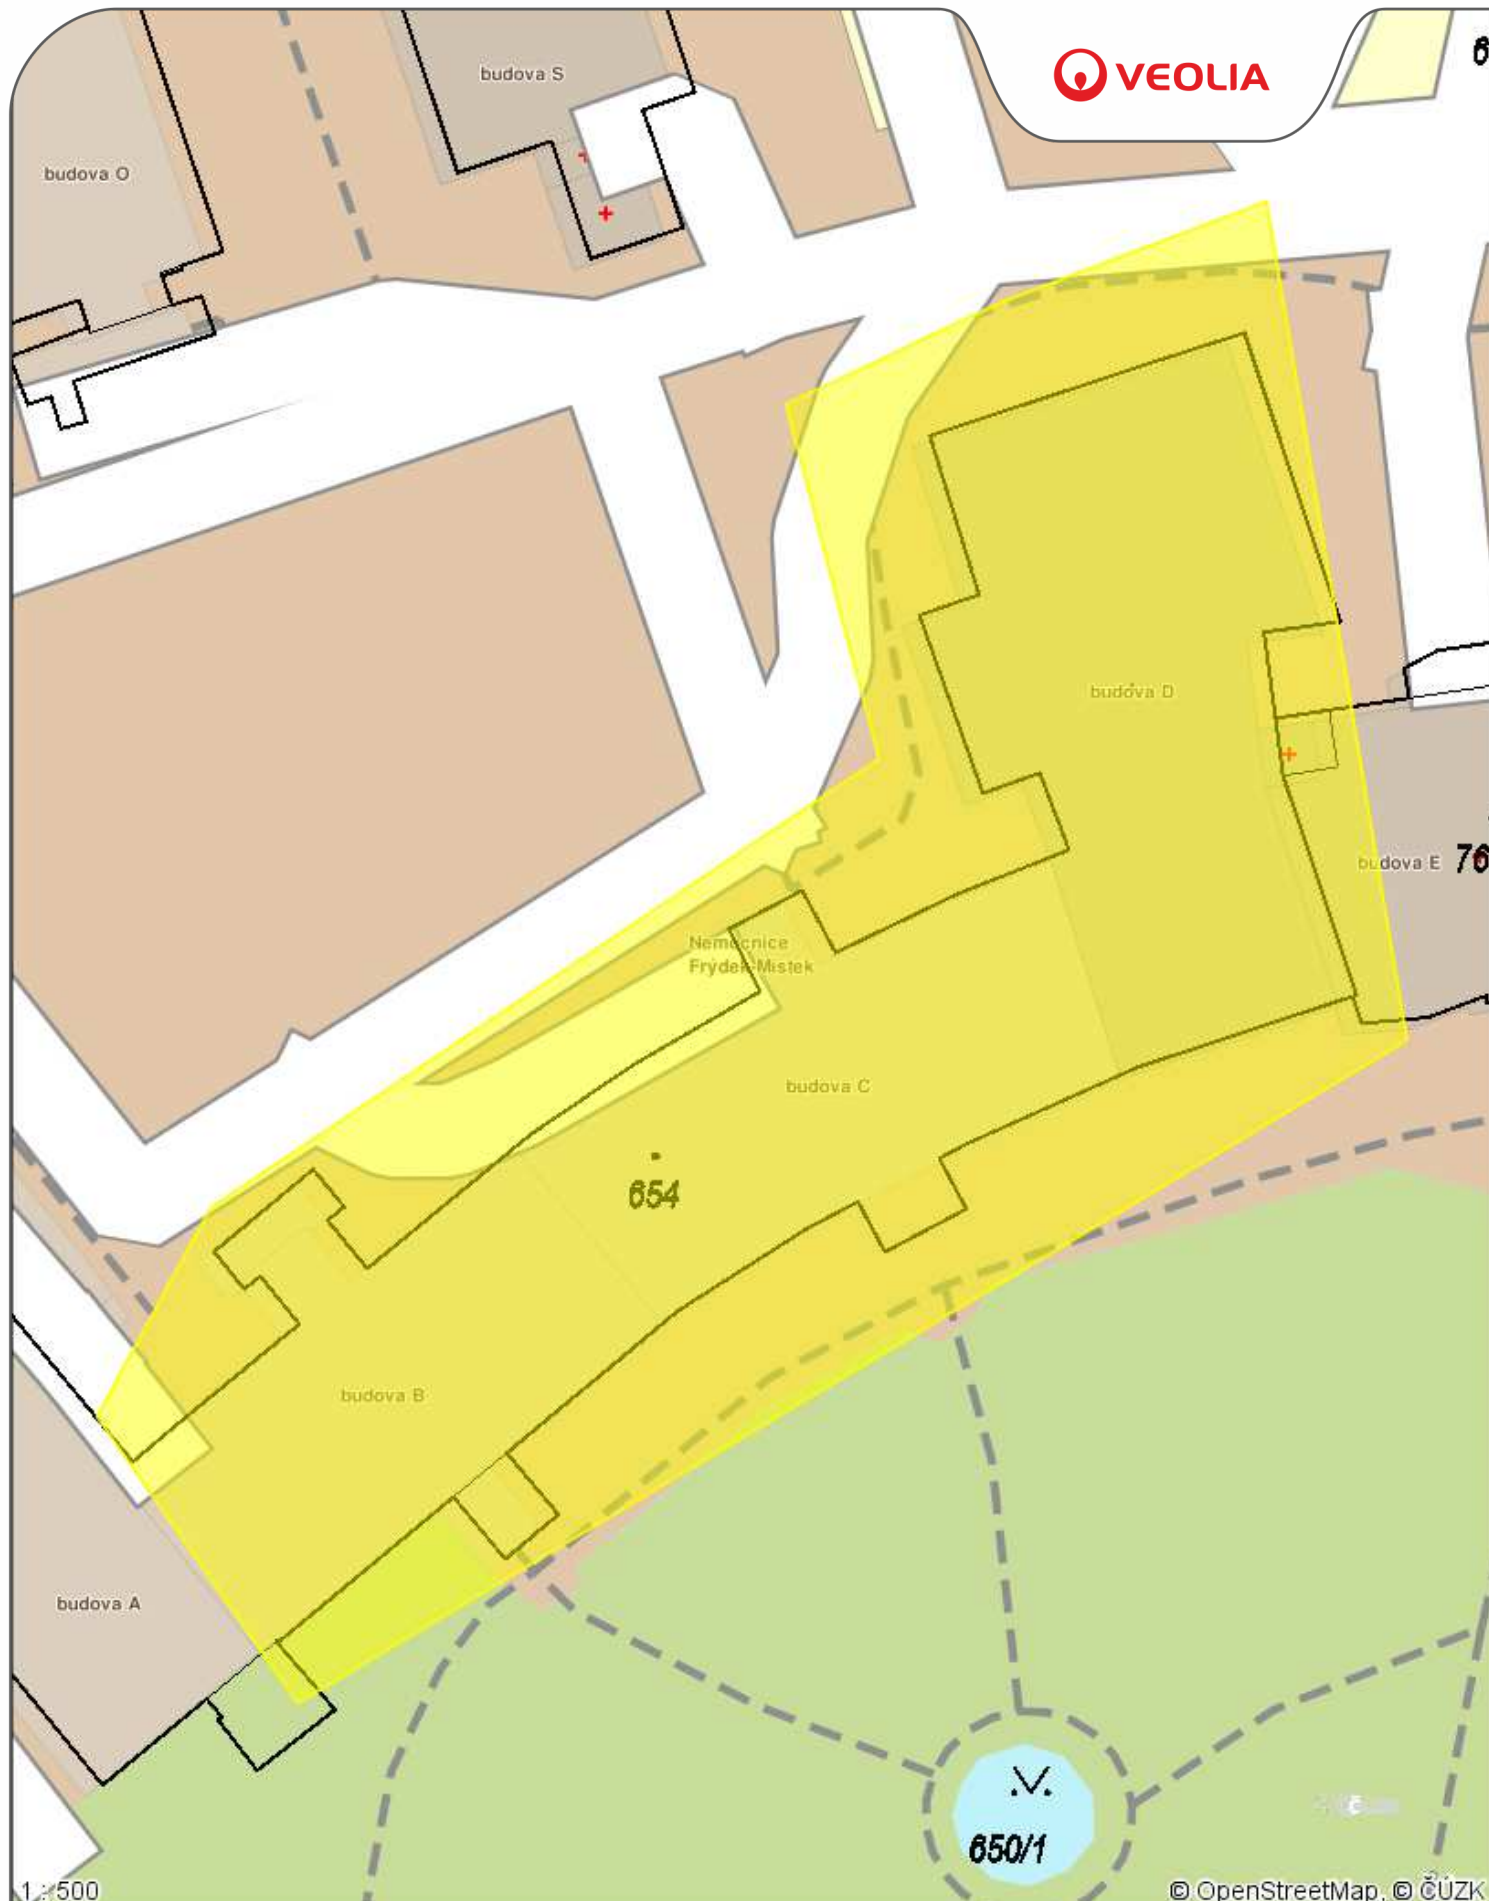 VEOLIA
budova S
budova O
budova D
budova E
Nemocnice
Frýdek-Místek
budova C
654
budova B
budova A
650/1
1 : 500
© OpenStreetMap, © ČÚZK